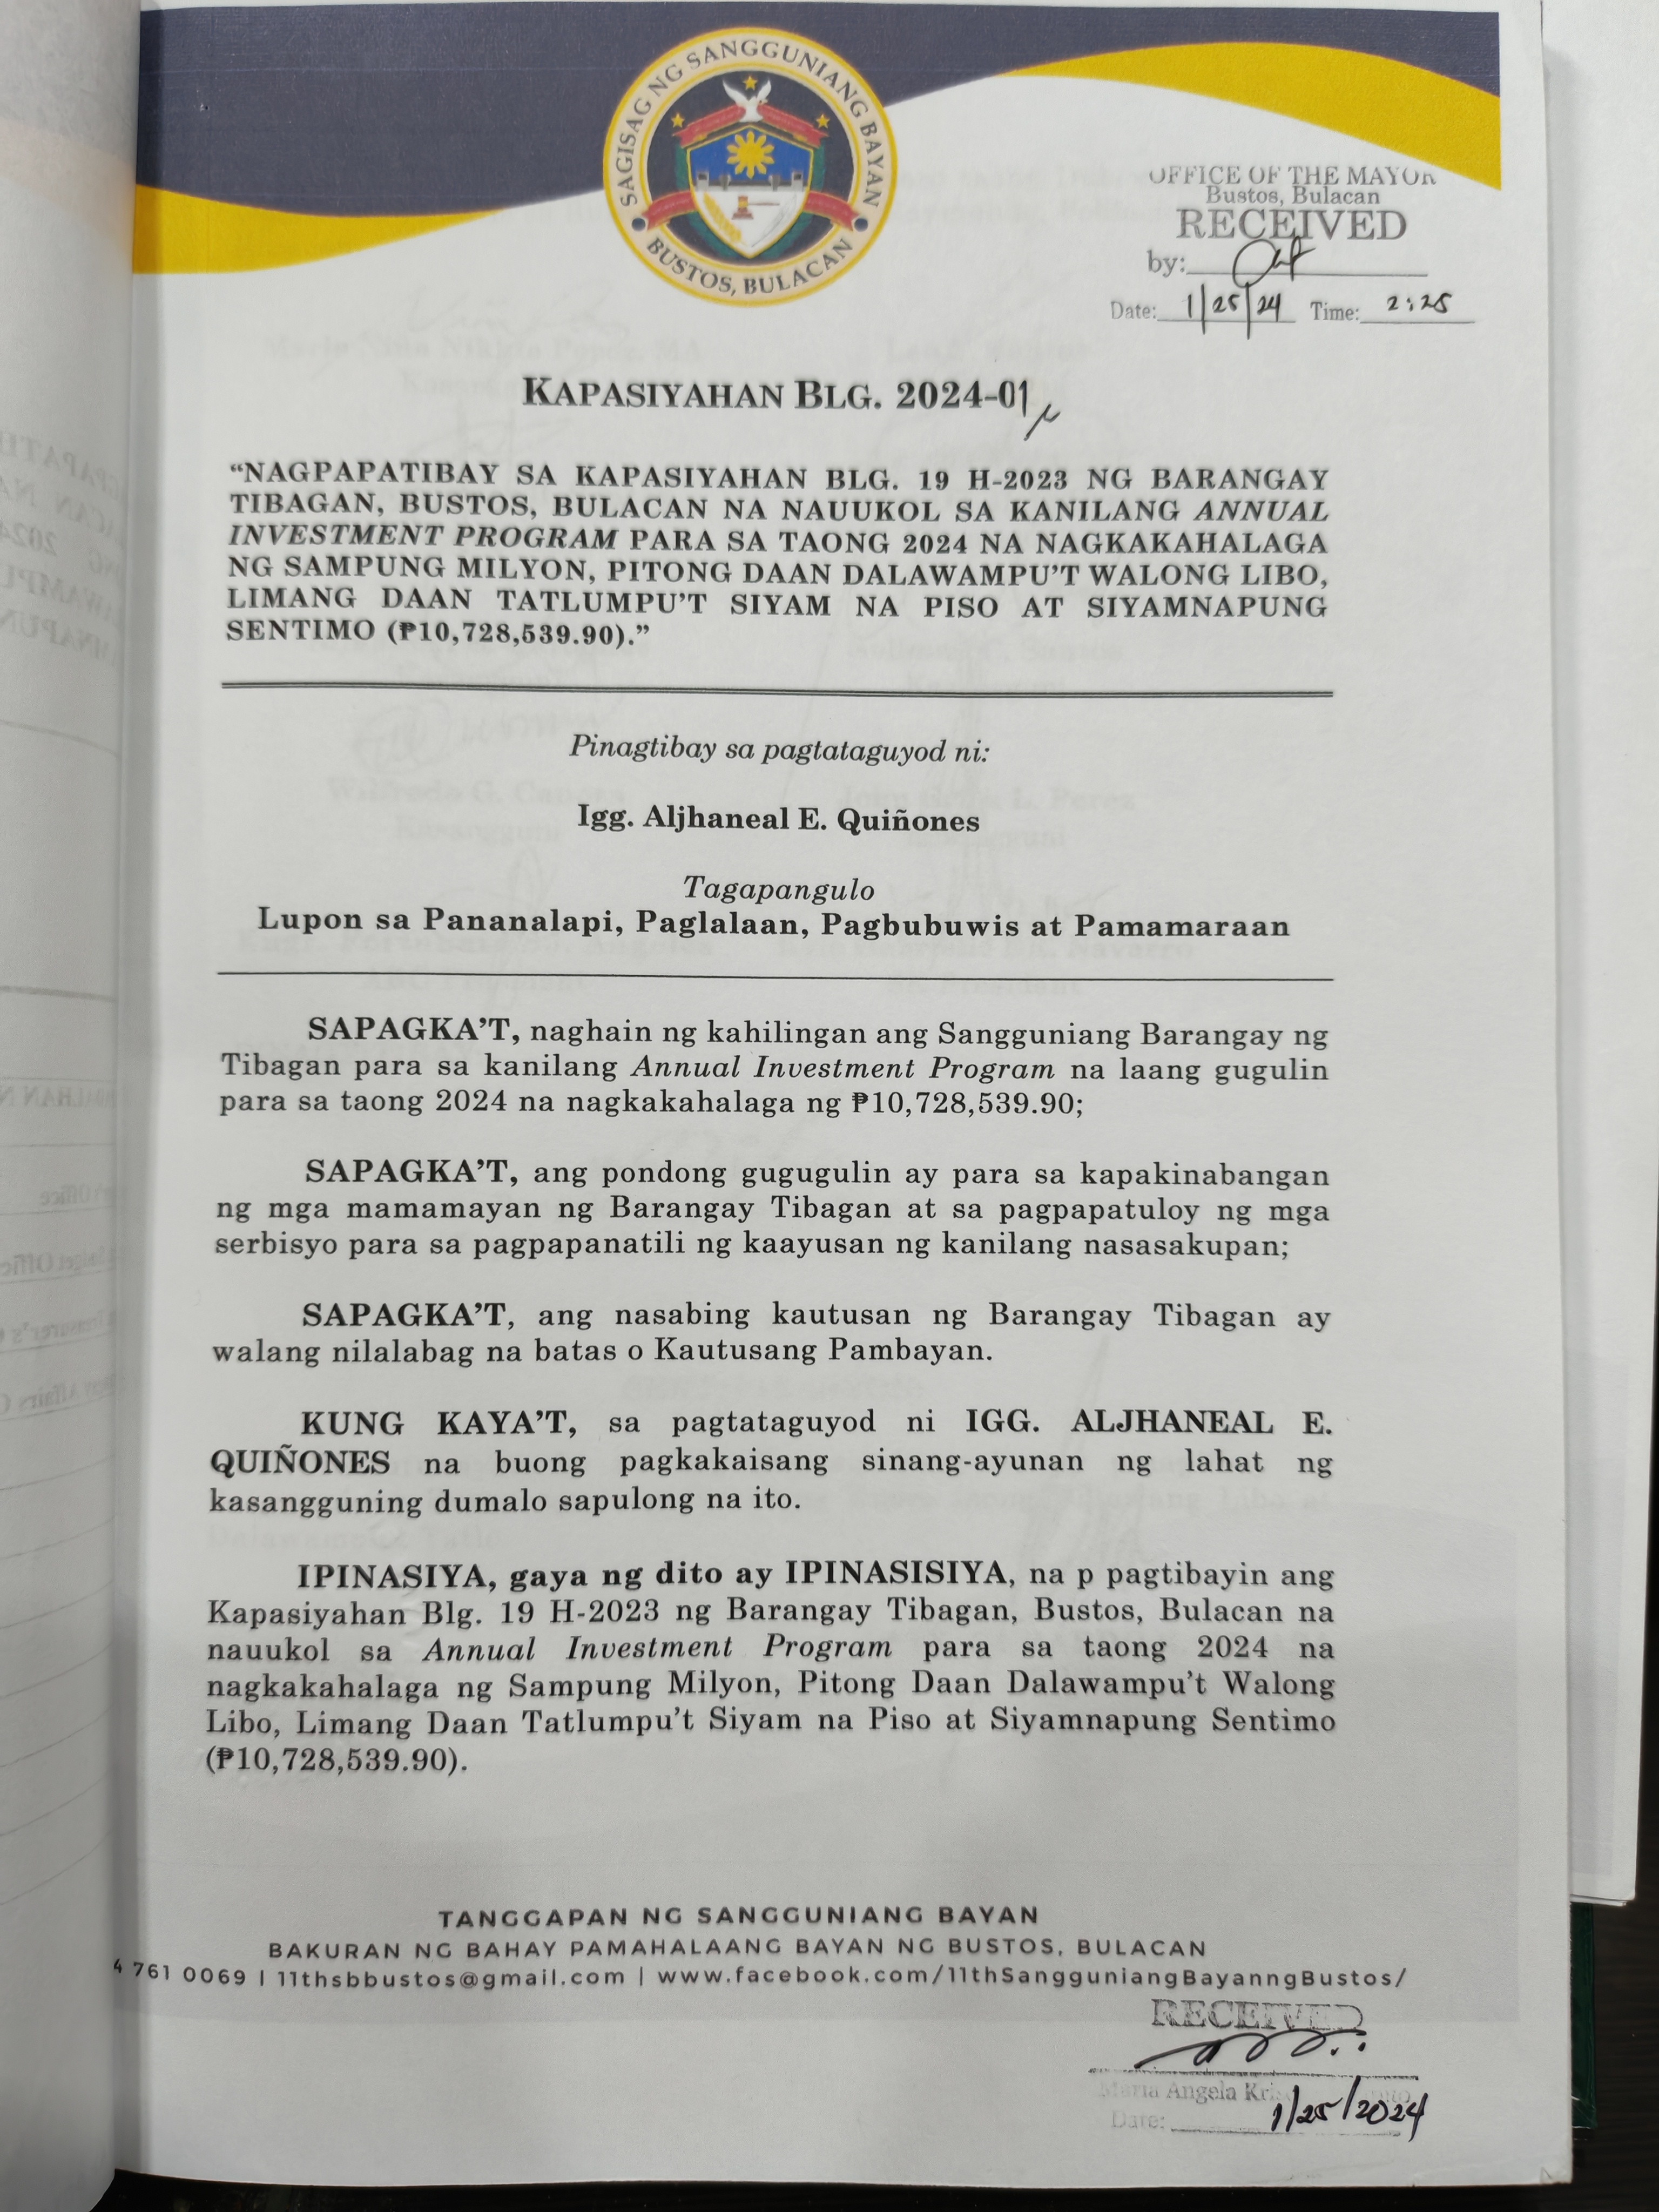 SAGISAG NG SANGGUNIANG BAYAN
BUSTOS, BULACAN
OFFICE OF THE MAYOR
Bustos, Bulacan
RECEIVED
by:
Date: 1/25/24 Time: 2:25
KAPASIYAHAN BLG. 2024-01
“NAGPAPATIBAY SA KAPASIYAHAN BLG. 19 H-2023 NG BARANGAY
TIBAGAN, BUSTOS, BULACAN NA NAUUKOL SA KANILANG ANNUAL
INVESTMENT PROGRAM PARA SA TAONG 2024 NA NAGKAKAHALAGA
NG SAMPUNG MILYON, PITONG DAAN DALAWAMPU’T WALONG LIBO,
LIMANG DAAN TATLUMPU’T SIYAM NA PISO AT SIYAMNAPUNG
SENTIMO (₱10,728,539.90).”
Pinagtibay sa pagtataguyod ni:
Igg. Aljhaneal E. Quiñones
Tagapangulo
Lupon sa Pananalapi, Paglalaan, Pagbubuwis at Pamamaraan
SAPAGKA’T, naghain ng kahilingan ang Sangguniang Barangay ng
Tibagan para sa kanilang Annual Investment Program na laang gugulin
para sa taong 2024 na nagkakahalaga ng ₱10,728,539.90;
SAPAGKA’T, ang pondong gugugulin ay para sa kapakinabangan
ng mga mamamayan ng Barangay Tibagan at sa pagpapatuloy ng mga
serbisyo para sa pagpapanatili ng kaayusan ng kanilang nasasakupan;
SAPAGKA’T, ang nasabing kautusan ng Barangay Tibagan ay
walang nilalabag na batas o Kautusang Pambayan.
KUNG KAYA’T, sa pagtataguyod ni IGG. ALJHANEAL E.
QUIÑONES na buong pagkakaisang sinang-ayunan ng lahat ng
kasangguning dumalo sapulong na ito.
IPINASIYA, gaya ng dito ay IPINASISIYA, na p pagtibayin ang
Kapasiyahan Blg. 19 H-2023 ng Barangay Tibagan, Bustos, Bulacan na
nauukol sa Annual Investment Program para sa taong 2024 na
nagkakahalaga ng Sampung Milyon, Pitong Daan Dalawampu’t Walong
Libo, Limang Daan Tatlumpu’t Siyam na Piso at Siyamnapung Sentimo
(₱10,728,539.90).
TANGGAPAN NG SANGGUNIANG BAYAN
BAKURAN NG BAHAY PAMAHALAANG BAYAN NG BUSTOS, BULACAN
4 761 0069 | 11thsbbustos@gmail.com | www.facebook.com/11thSangguniangBayanngBustos/
RECEIVED
Maria Angela
Date: 1/25/2024